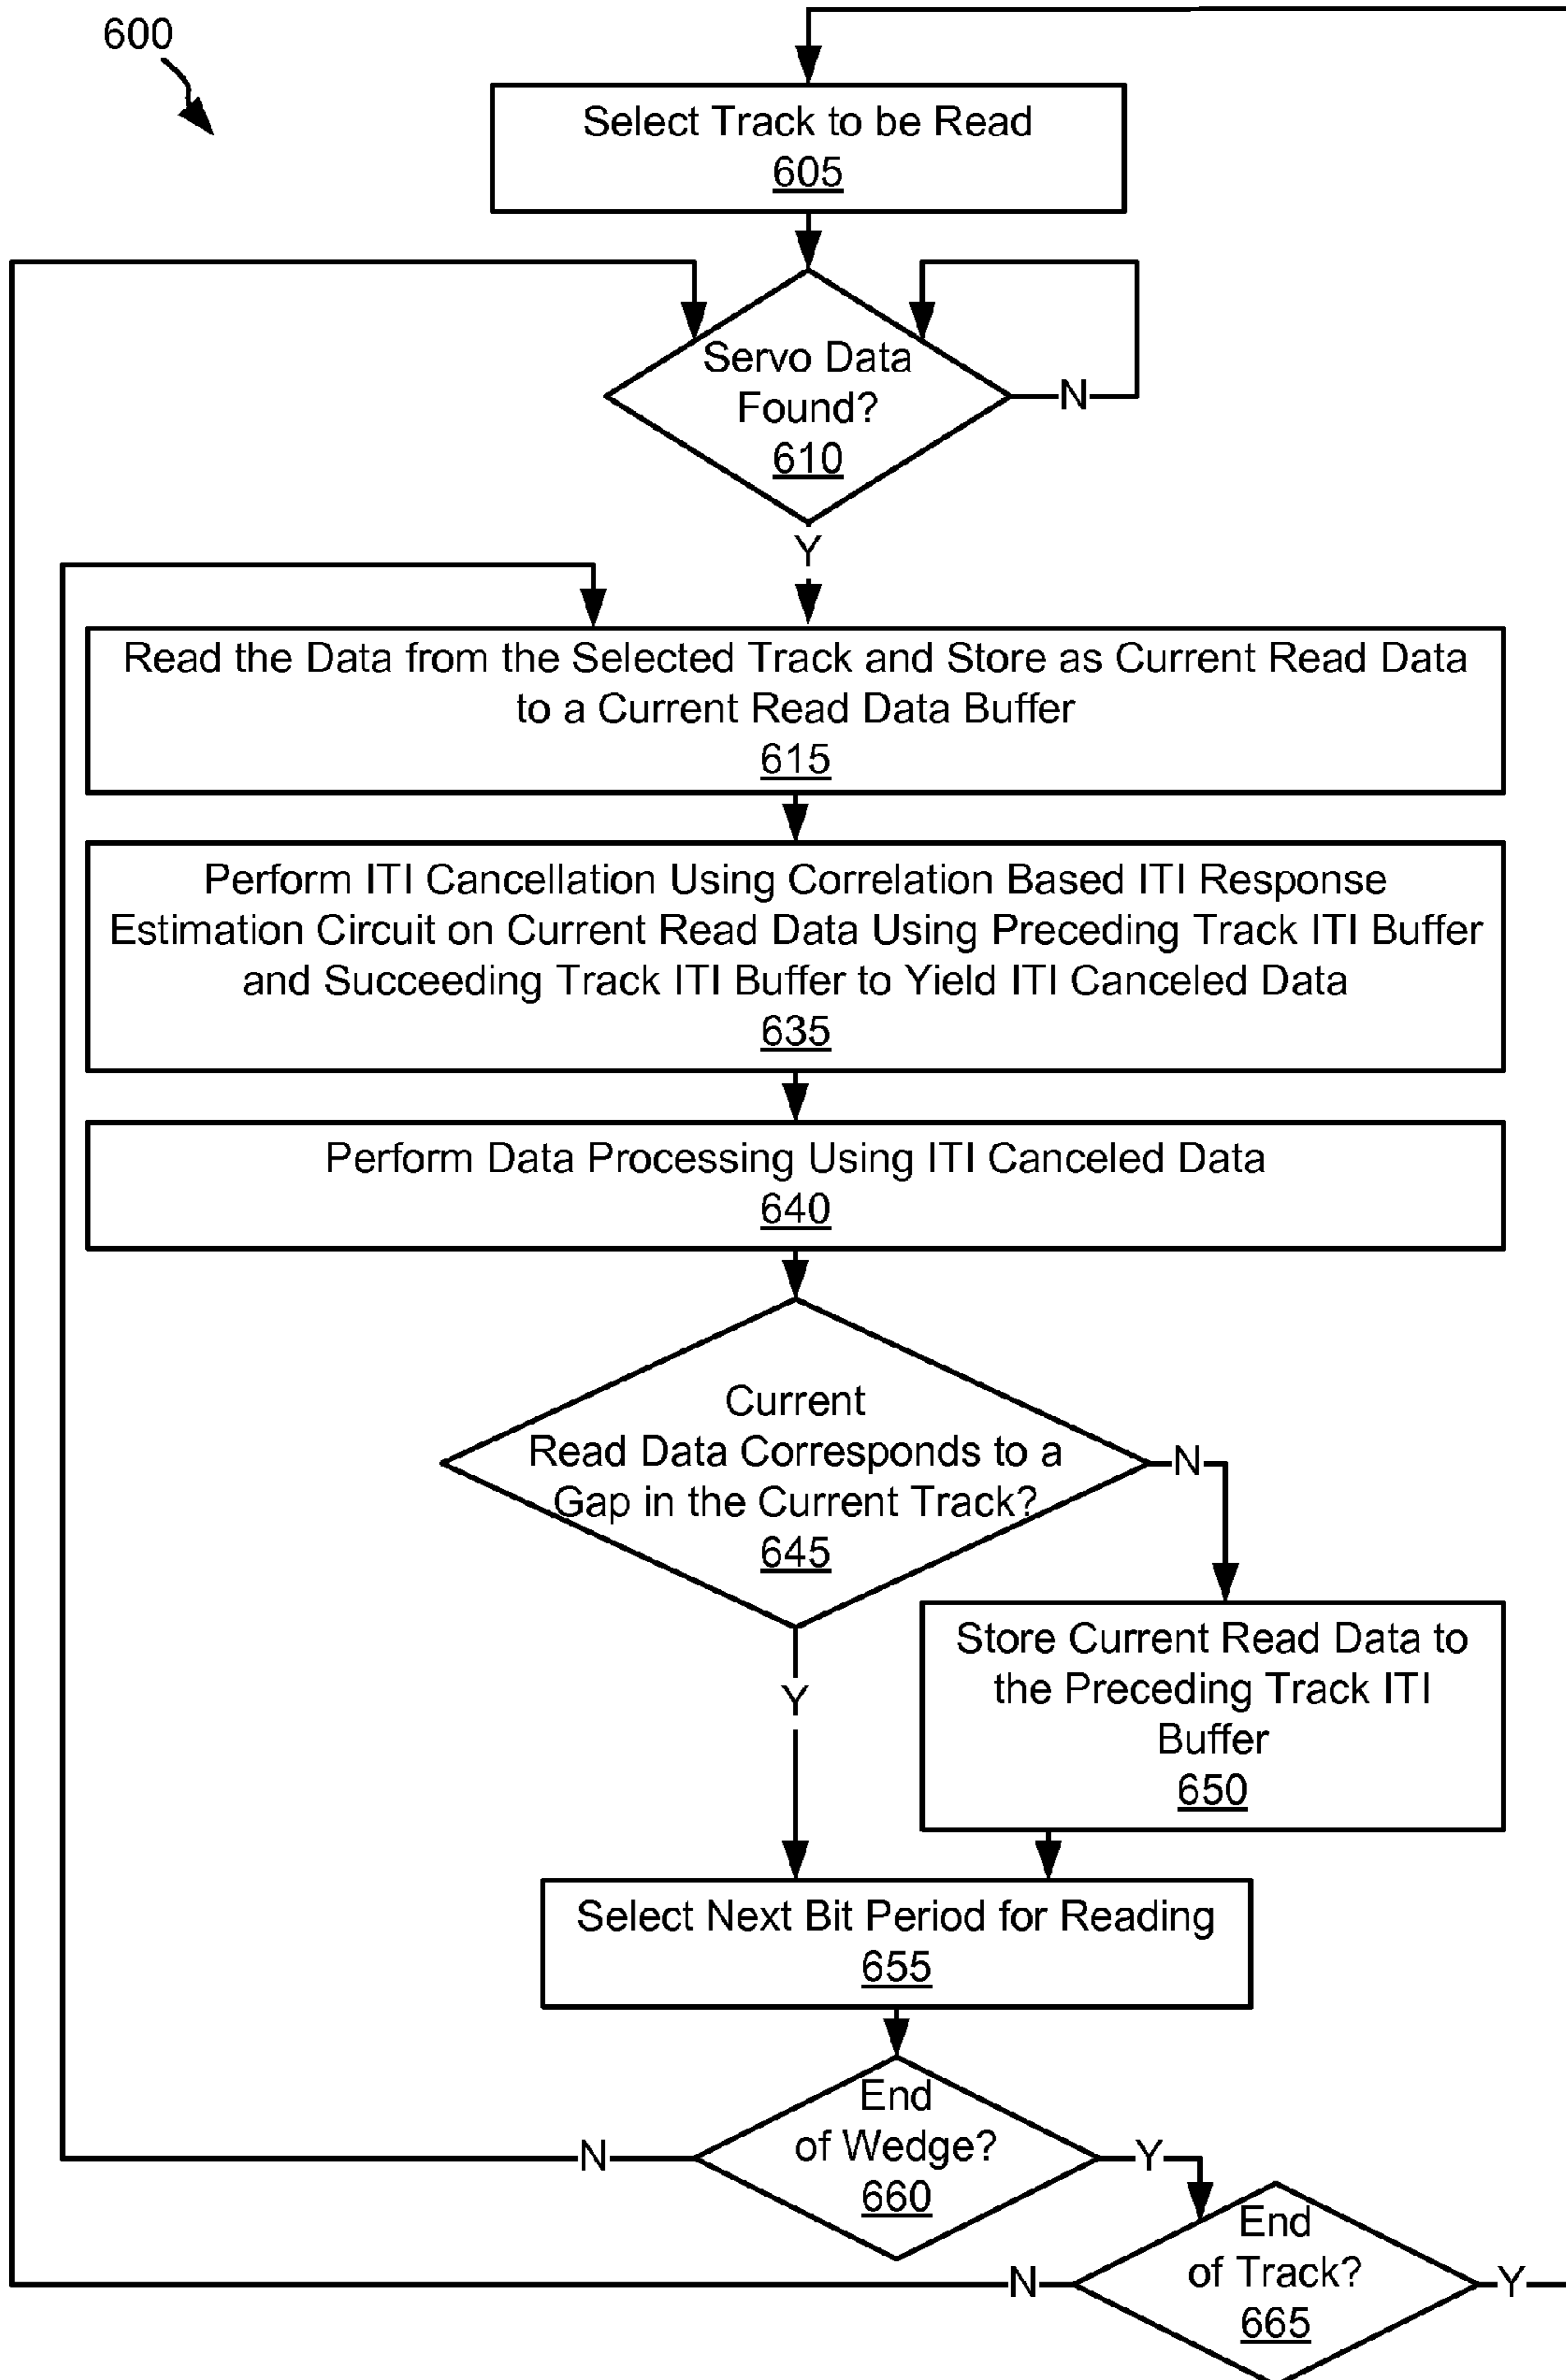 600
Select Track to be Read
605
Servo Data
Found?
610
N
Y
Read the Data from the Selected Track and Store as Current Read Data
to a Current Read Data Buffer
615
Perform ITI Cancellation Using Correlation Based ITI Response
Estimation Circuit on Current Read Data Using Preceding Track ITI Buffer
and Succeeding Track ITI Buffer to Yield ITI Canceled Data
635
Perform Data Processing Using ITI Canceled Data
640
Current
Read Data Corresponds to a
Gap in the Current Track?
645
N
Y
Store Current Read Data to
the Preceding Track ITI
Buffer
650
Select Next Bit Period for Reading
655
End
of Wedge?
660
N
Y
End
of Track?
665
N
Y